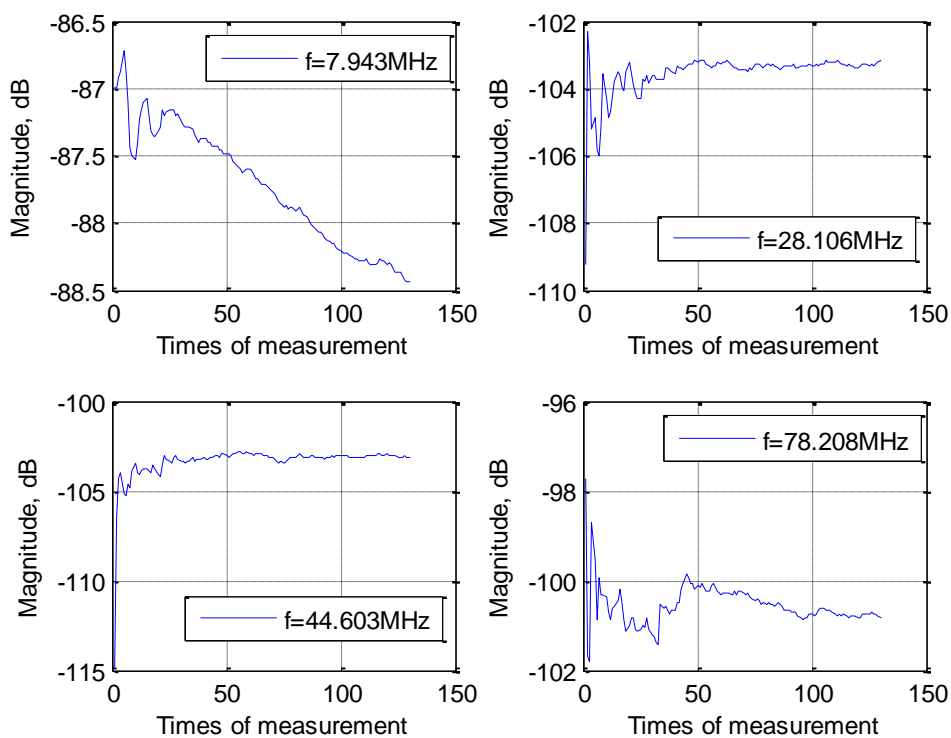 -86.5
-87
-87.5
-88
-88.5
Magnitude, dB
f=7.943MHz
0 50 100 150
Times of measurement
-102
-104
-106
-108
-110
Magnitude, dB
f=28.106MHz
0 50 100 150
Times of measurement
-100
-105
-110
-115
Magnitude, dB
f=44.603MHz
0 50 100 150
Times of measurement
-96
-98
-100
-102
Magnitude, dB
f=78.208MHz
0 50 100 150
Times of measurement